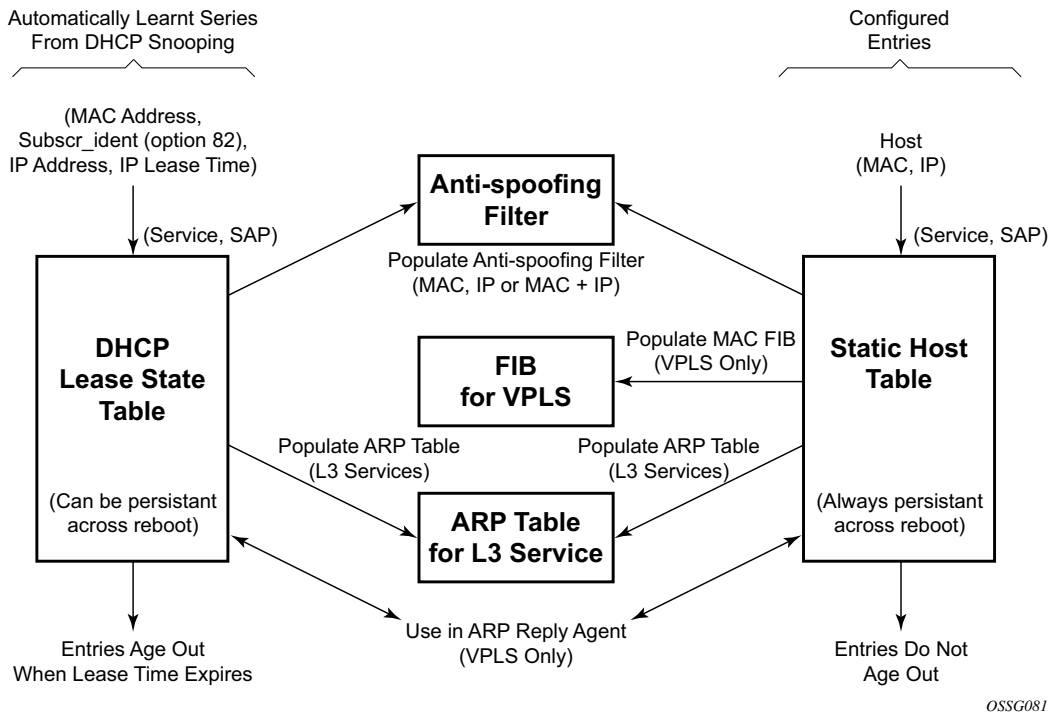 Automatically Learnt Series
From DHCP Snooping
Configured
Entries
(MAC Address,
Subscr_ident (option 82),
IP Address, IP Lease Time)
Host
(MAC, IP)
(Service, SAP)
(Service, SAP)
Anti-spoofing
Filter
Populate Anti-spoofing Filter
(MAC, IP or MAC + IP)
DHCP
Lease State
Table
(Can be persistant
across reboot)
Populate MAC FIB
(VPLS Only)
FIB
for VPLS
Static Host
Table
(Always persistant
across reboot)
Populate ARP Table
(L3 Services)
Populate ARP Table
(L3 Services)
ARP Table
for L3 Service
Use in ARP Reply Agent
(VPLS Only)
Entries Age Out
When Lease Time Expires
Entries Do Not
Age Out
OSSG081